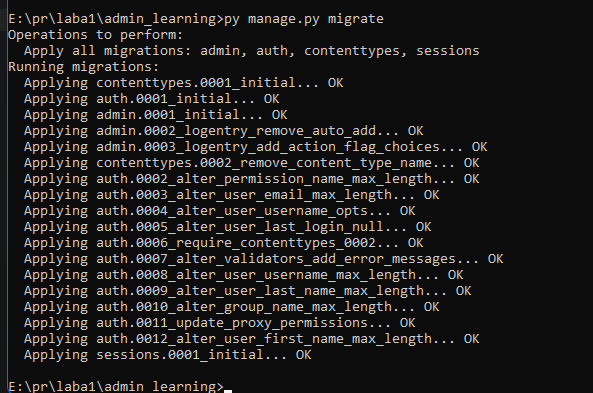 E:\pr\laba1\admin_learning>py manage.py migrate
Operations to perform:
  Apply all migrations: admin, auth, contenttypes, sessions
Running migrations:
  Applying contenttypes.0001_initial... OK
  Applying auth.0001_initial... OK
  Applying admin.0001_initial... OK
  Applying admin.0002_logentry_remove_auto_add... OK
  Applying admin.0003_logentry_add_action_flag_choices... OK
  Applying contenttypes.0002_remove_content_type_name... OK
  Applying auth.0002_alter_permission_name_max_length... OK
  Applying auth.0003_alter_user_email_max_length... OK
  Applying auth.0004_alter_user_username_opts... OK
  Applying auth.0005_alter_user_last_login_null... OK
  Applying auth.0006_require_contenttypes_0002... OK
  Applying auth.0007_alter_validators_add_error_messages... OK
  Applying auth.0008_alter_user_username_max_length... OK
  Applying auth.0009_alter_user_last_name_max_length... OK
  Applying auth.0010_alter_group_name_max_length... OK
  Applying auth.0011_update_proxy_permissions... OK
  Applying auth.0012_alter_user_first_name_max_length... OK
  Applying sessions.0001_initial... OK
E:\pr\laba1\admin_learning>